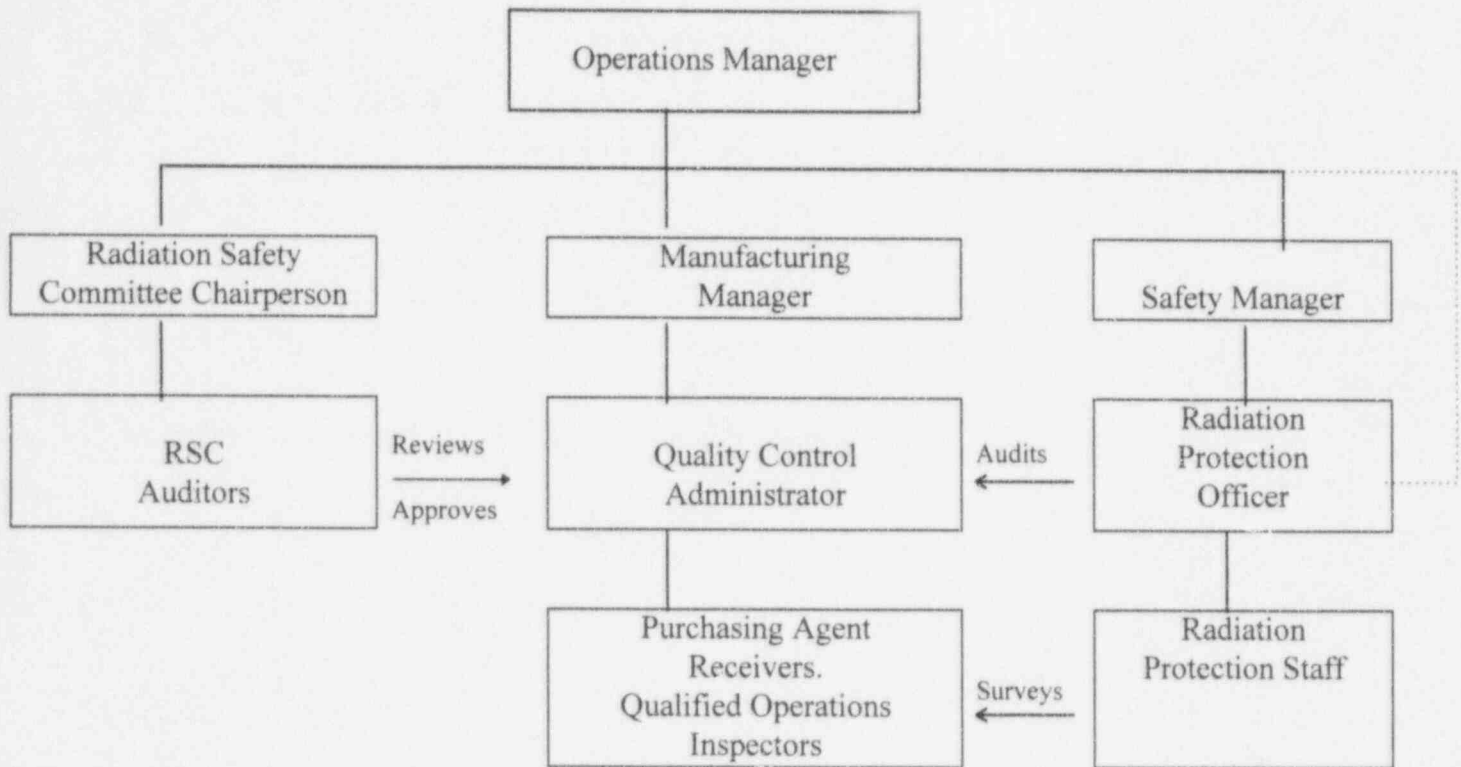 Operations Manager
Radiation Safety
Committee Chairperson
Manufacturing
Manager
Safety Manager
RSC
Auditors
Reviews
Approves
Quality Control
Administrator
Audits
Radiation
Protection
Officer
Purchasing Agent
Receivers.
Qualified Operations
Inspectors
Surveys
Radiation
Protection Staff